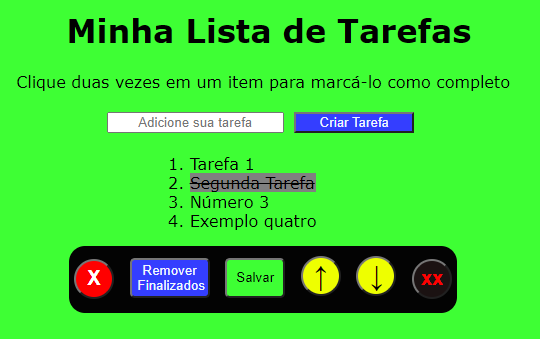 Minha Lista de Tarefas
Clique duas vezes em um item para marcá-lo como completo
Adicione sua tarefa Criar Tarefa
1. Tarefa 1
2. Segunda Tarefa
3. Número 3
4. Exemplo quatro
X Remover Finalizados Salvar ↑ ↓ xx